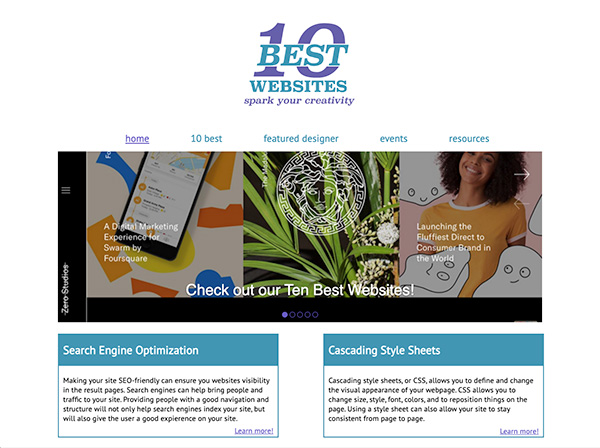 10
BEST
WEBSITES
spark your creativity
home 10 best featured designer events resources
A Digital Marketing
Experience for
Swarm by
Foursquare
Launching the
Fluffiest Direct to
Consumer Brand in
the World
Zero Studios
Check out our Ten Best Websites!
Search Engine Optimization
Making your site SEO-friendly can ensure you websites visibility
in the result pages. Search engines can help bring people and
traffic to your site. Providing people with a good navigation and
structure will not only help search engines index your site, but
will also give the user a good expierence on your site.
Learn more!
Cascading Style Sheets
Cascading style sheets, or CSS, allows you to define and change
the visual appearance of your webpage. CSS allows you to
change size, style, font, colors, and to reposition things on the
page. Using a style sheet can also allow your site to stay
consistent from page to page.
Learn more!